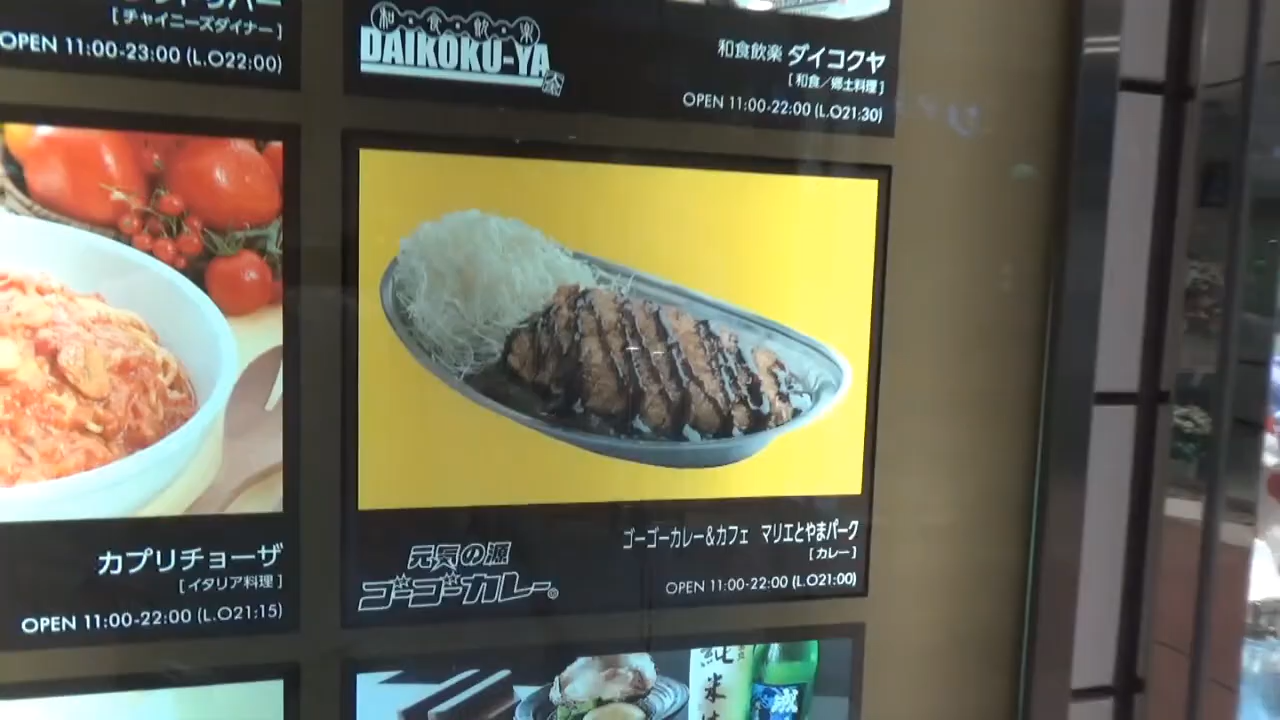 [チャイニーズダイナー]
OPEN 11:00-23:00 (L.O22:00)
和・食・飲・楽
DAIKOKU-YA
和食飲楽 ダイコクヤ
[和食／郷土料理]
OPEN 11:00-22:00 (L.O21:30)
カプリチョーザ
[イタリア料理]
OPEN 11:00-22:00 (L.O21:15)
元気の源
ゴーゴーカレー®
ゴーゴーカレー&カフェ マリエとやまパーク
[カレー]
OPEN 11:00-22:00 (L.O21:00)
純米